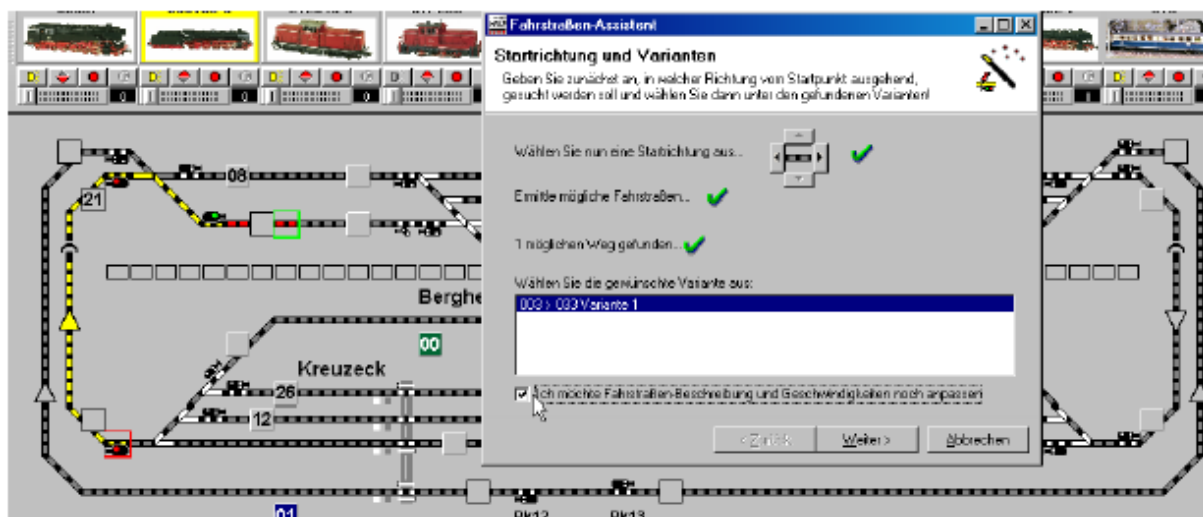 Fahrstraßen-Assistent
Startrichtung und Varianten
Geben Sie zunächst an, in welcher Richtung vom Startpunkt ausgehend,
gesucht werden soll und wählen Sie dann unter den gefundenen Varianten!
Wählen Sie nun eine Startrichtung aus...
Ermittle mögliche Fahrstraßen...
1 möglichen Weg gefunden...
Wählen Sie die gewünschte Variante aus:
003 > 033 Variante 1
Ich möchte Fahrstraßen-Beschreibung und Geschwindigkeiten noch anpassen
< Zurück
Weiter >
Abbrechen
08
21
Berghe
00
Kreuzeck
26
12
01